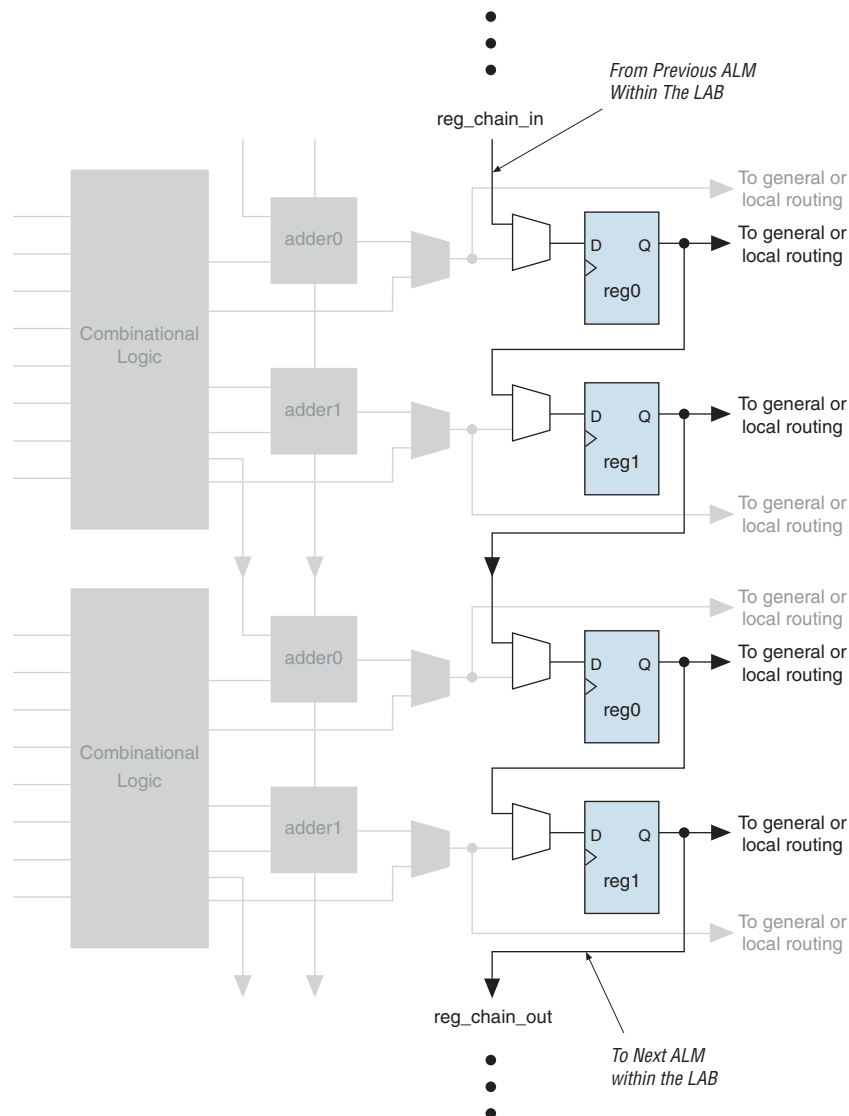 From Previous ALM
Within The LAB
reg_chain_in
To general or
local routing
adder0
D Q
reg0
To general or
local routing
Combinational
Logic
adder1
D Q
reg1
To general or
local routing
To general or
local routing
To general or
local routing
adder0
D Q
reg0
To general or
local routing
Combinational
Logic
adder1
D Q
reg1
To general or
local routing
To general or
local routing
reg_chain_out
To Next ALM
within the LAB